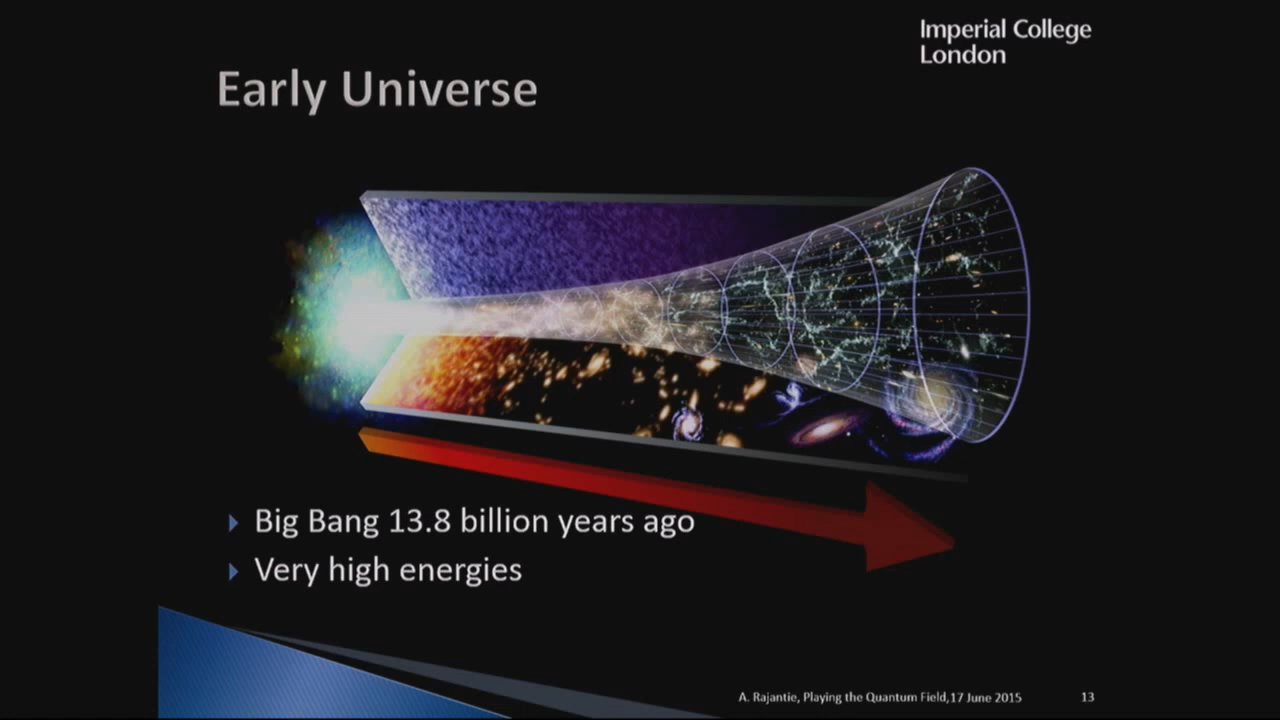 Imperial College
London
Early Universe
Big Bang 13.8 billion years ago
Very high energies
A. Rajantie, Playing the Quantum Field,17 June 2015
13